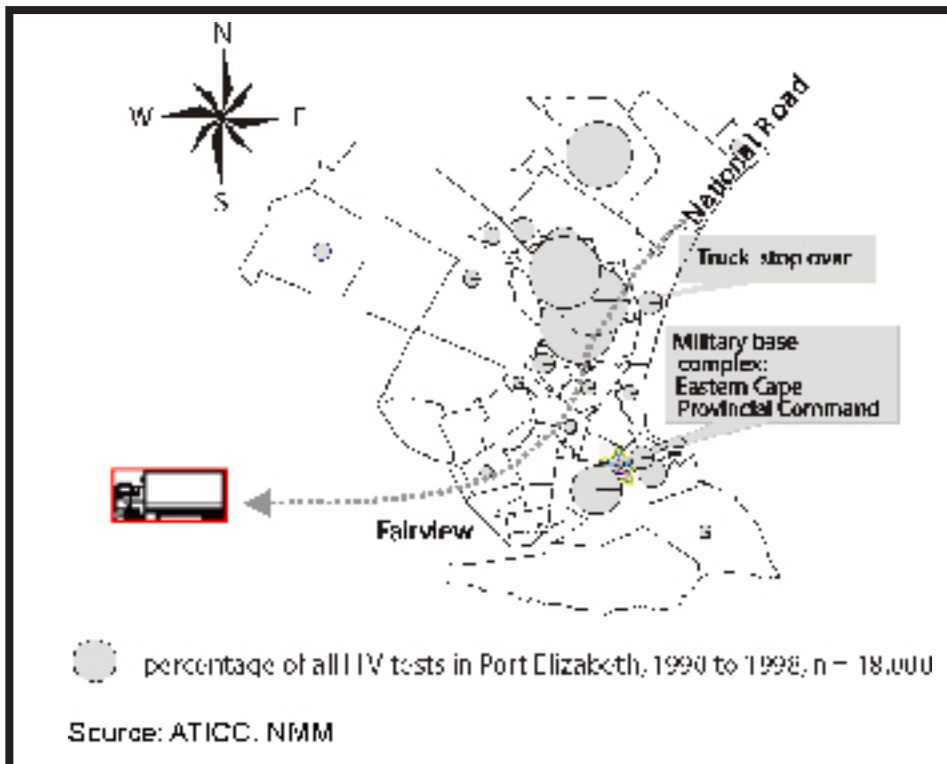 N
W E
S
National Road
Truck stop over
Military base
complex:
Eastern Cape
Provincial Command
Fairview
percentage of all HIV tests in Port Elizabeth, 1990 to 1998, n = 18.000
Source: ATICC, NMM